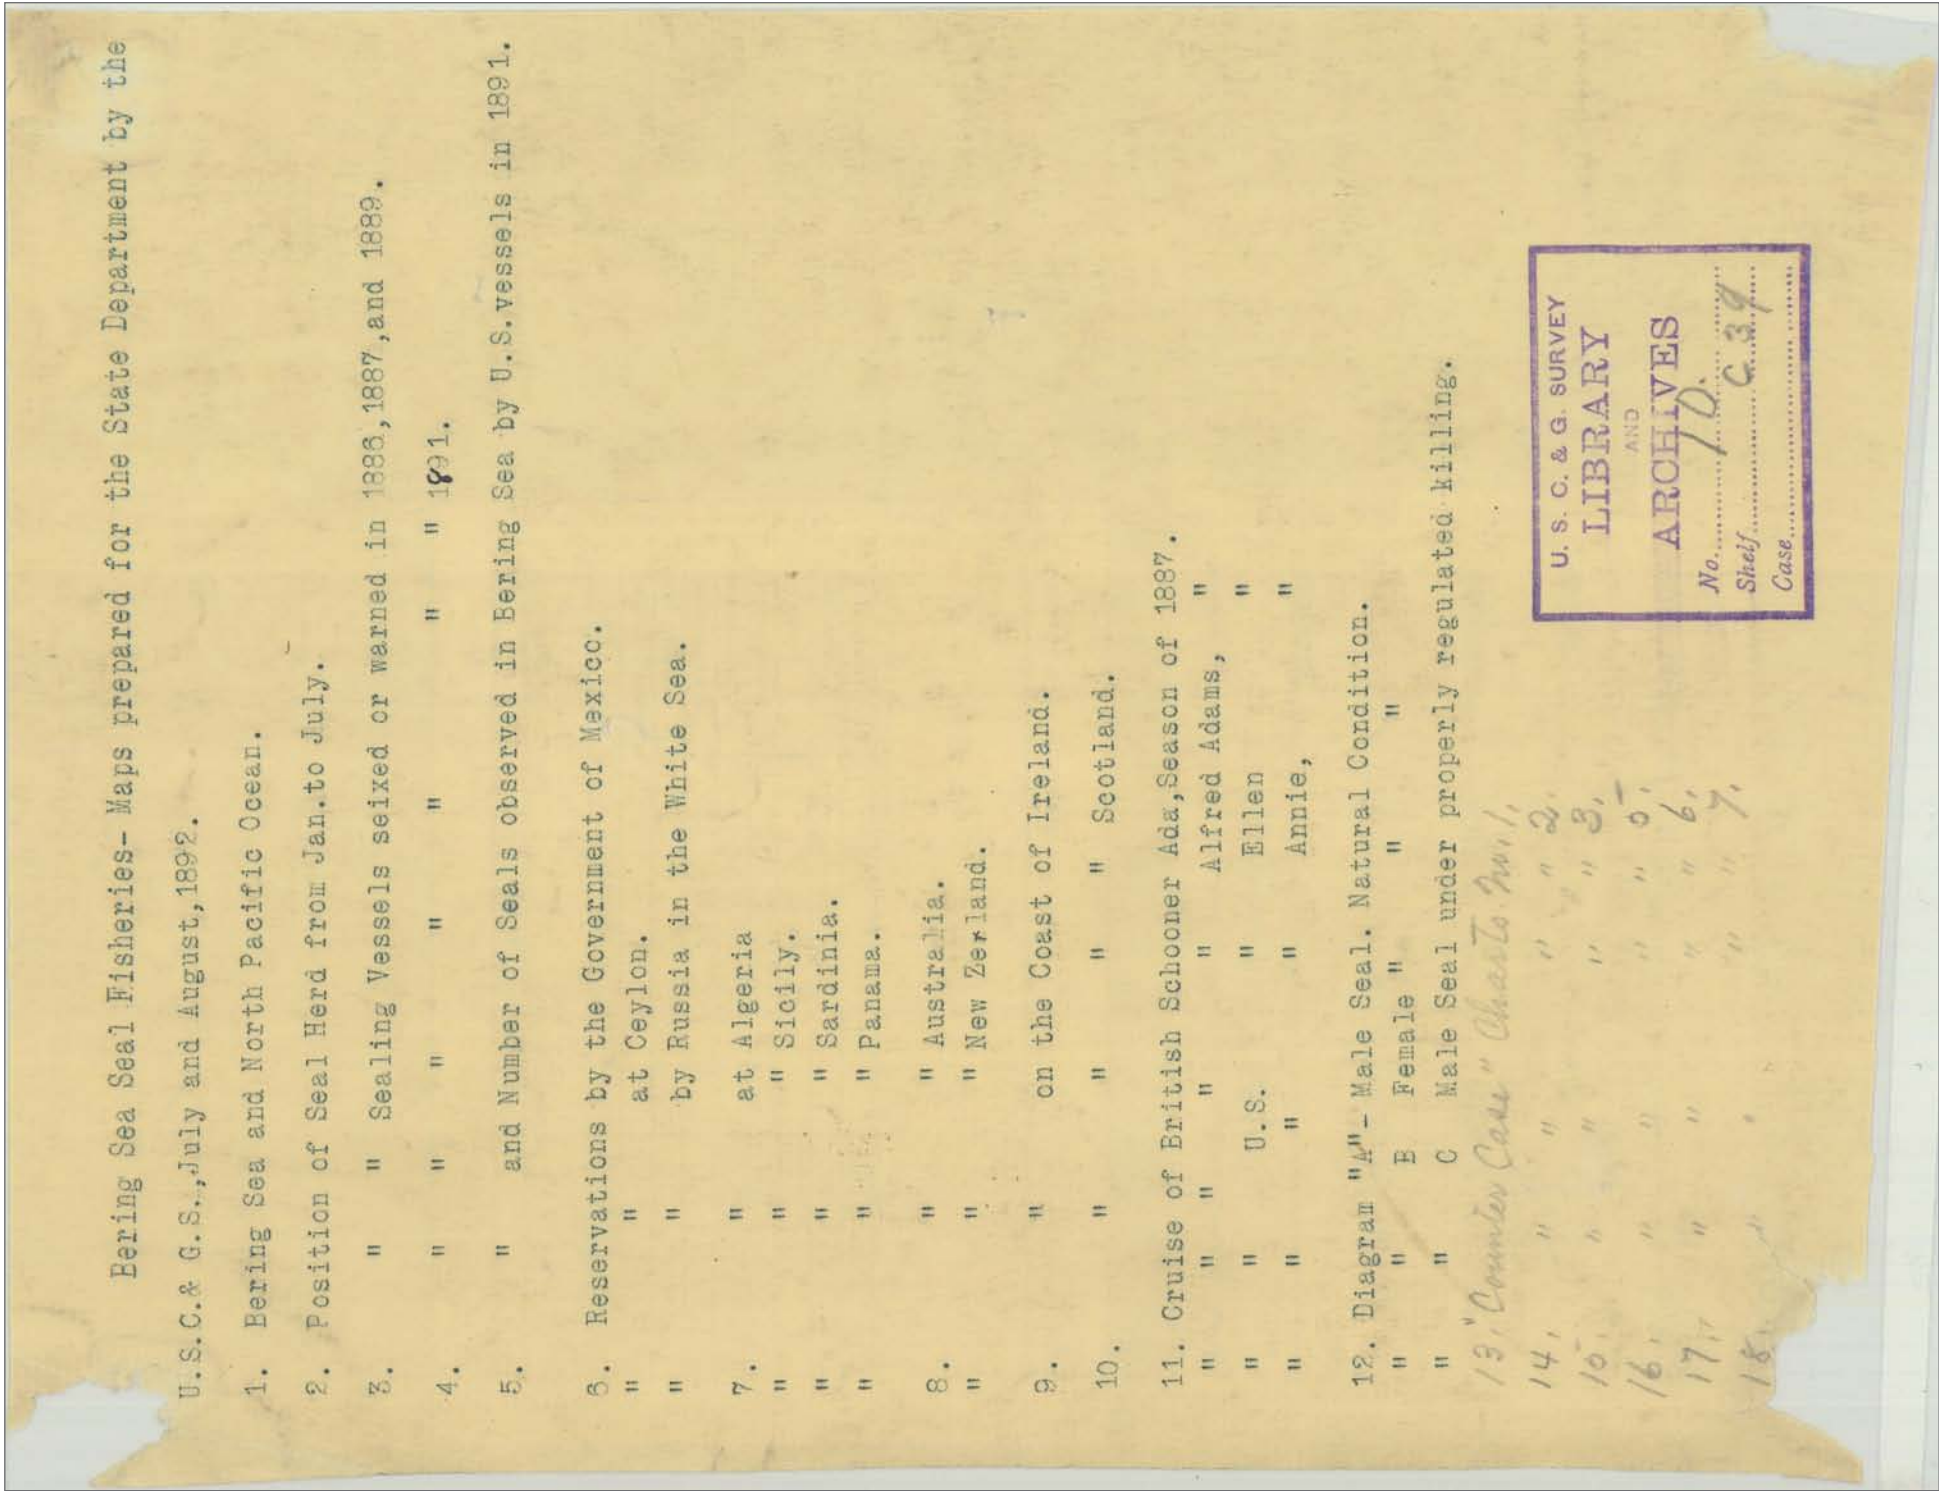 Bering Sea Seal Fisheries- Maps prepared for the State Department by the
U.S.C.& G.S.,July and August,1892.
1. Bering Sea and North Pacific Ocean.
2. Position of Seal Herd from Jan.to July.
3. " " Sealing Vessels seixed or warned in 1886,1887,and 1889.
4. " " " " " " " 1891.
5. " and Number of Seals observed in Bering Sea by U.S.vessels in 1891.
6. Reservations by the Government of Mexico.
" " at Ceylon.
" " by Russia in the White Sea.
7. " at Algeria
" " " Sicily.
" " " Sardinia.
" " " Panama.
8. " " Australia.
" " " New Zerland.
9. " on the Coast of Ireland.
10. " " " " Scotland.
11. Cruise of British Schooner Ada,Season of 1887.
" " " " " Alfred Adams, "
" " U.S. " Ellen "
" " " " Annie, "
12. Diagram "A"- Male Seal. Natural Condition.
" " B Female " " "
" " C Male Seal under properly regulated killing.
13. "Counter Case" Charts No. 1.
14. " " " " 2.
15. " " " " 3.
16. " " " " 5.
17. " " " " 6.
18. " " " " 7.
U. S. C. & G. SURVEY
LIBRARY
AND
ARCHIVES
No. 10.
Shelf C. 39
Case